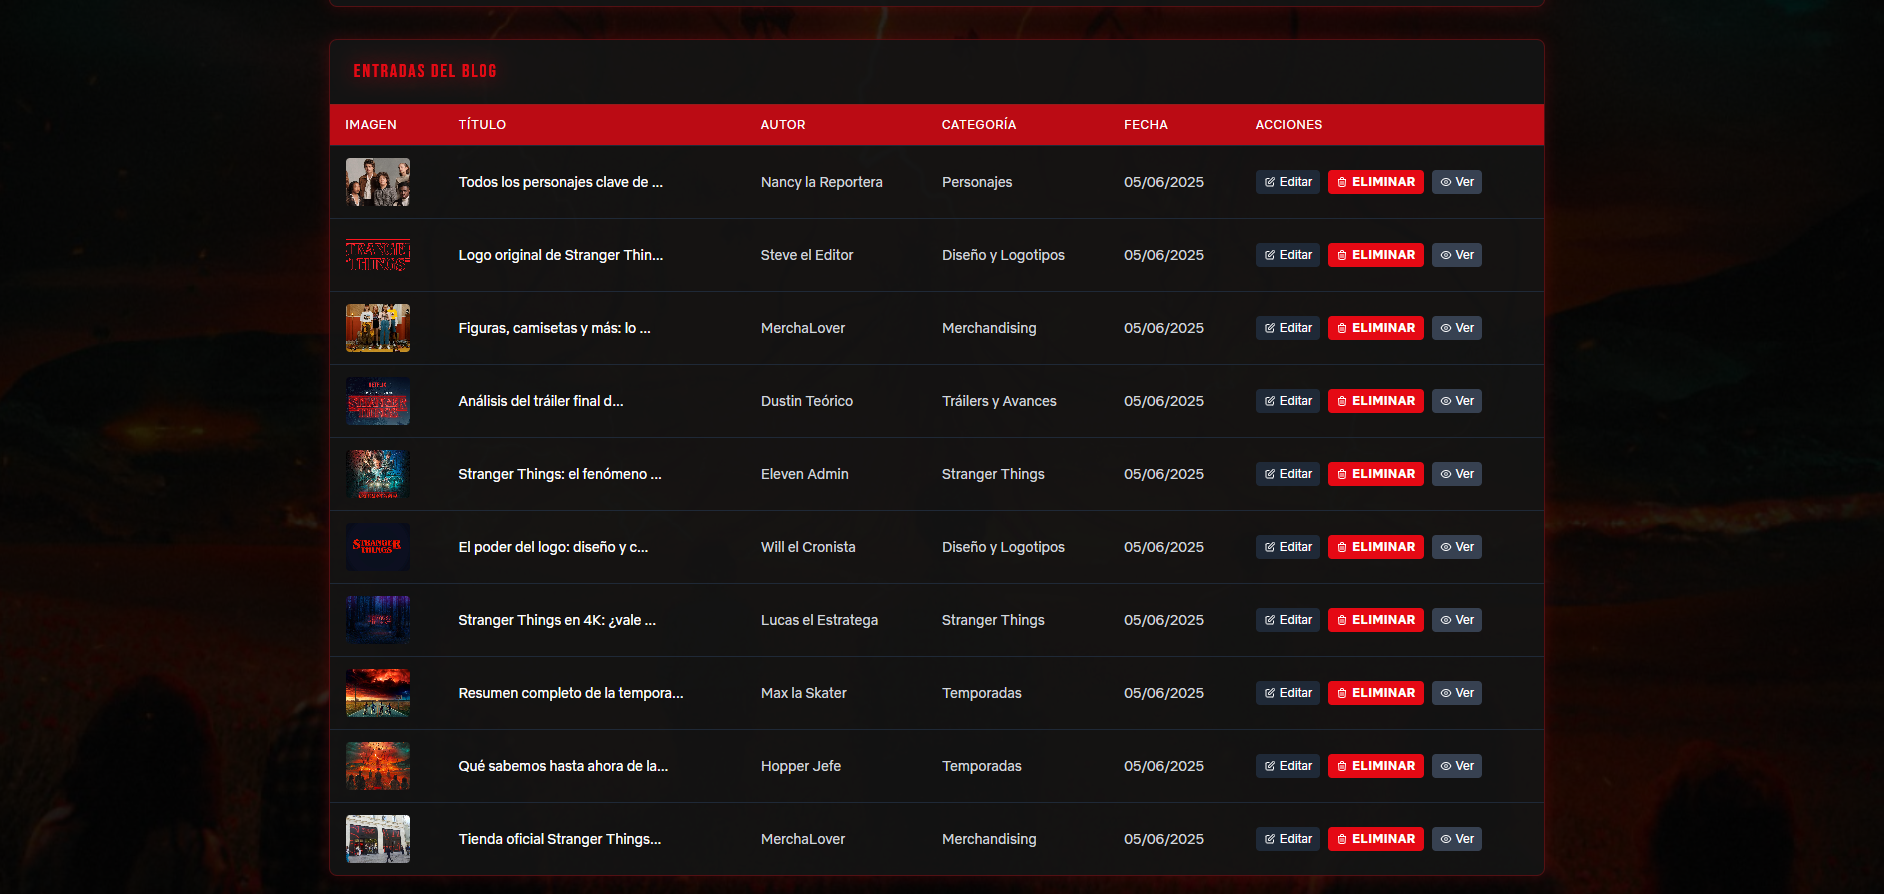 ENTRADAS DEL BLOG
IMAGEN TÍTULO AUTOR CATEGORÍA FECHA ACCIONES
Todos los personajes clave de ... Nancy la Reportera Personajes 05/06/2025 Editar ELIMINAR Ver
Logo original de Stranger Thin... Steve el Editor Diseño y Logotipos 05/06/2025 Editar ELIMINAR Ver
Figuras, camisetas y más: lo ... MerchaLover Merchandising 05/06/2025 Editar ELIMINAR Ver
Análisis del tráiler final d... Dustin Teórico Tráilers y Avances 05/06/2025 Editar ELIMINAR Ver
Stranger Things: el fenómeno ... Eleven Admin Stranger Things 05/06/2025 Editar ELIMINAR Ver
STRANGER
THINGS
El poder del logo: diseño y c... Will el Cronista Diseño y Logotipos 05/06/2025 Editar ELIMINAR Ver
Stranger Things en 4K: ¿vale ... Lucas el Estratega Stranger Things 05/06/2025 Editar ELIMINAR Ver
Resumen completo de la tempora... Max la Skater Temporadas 05/06/2025 Editar ELIMINAR Ver
Qué sabemos hasta ahora de la... Hopper Jefe Temporadas 05/06/2025 Editar ELIMINAR Ver
Tienda oficial Stranger Things... MerchaLover Merchandising 05/06/2025 Editar ELIMINAR Ver